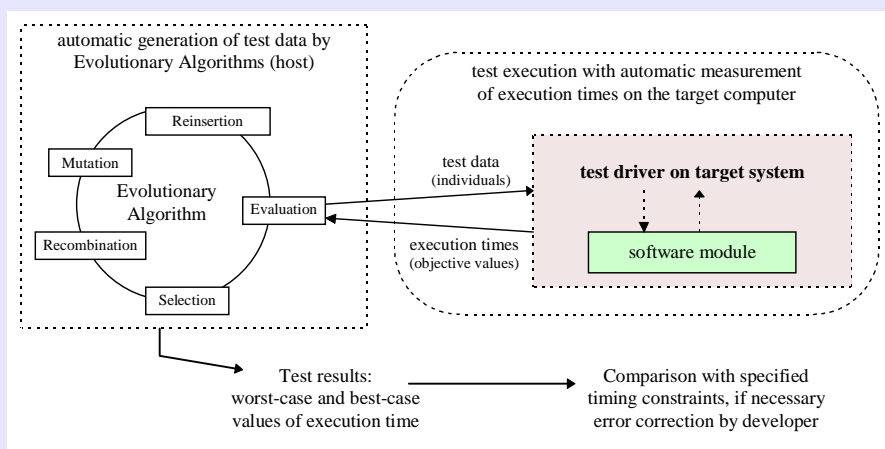 automatic generation of test data by
Evolutionary Algorithms (host)
Reinsertion
Mutation
Evolutionary
Algorithm
Evaluation
Recombination
Selection
test execution with automatic measurement
of execution times on the target computer
test data
(individuals)
execution times
(objective values)
test driver on target system
software module
Test results:
worst-case and best-case
values of execution time
Comparison with specified
timing constraints, if necessary
error correction by developer